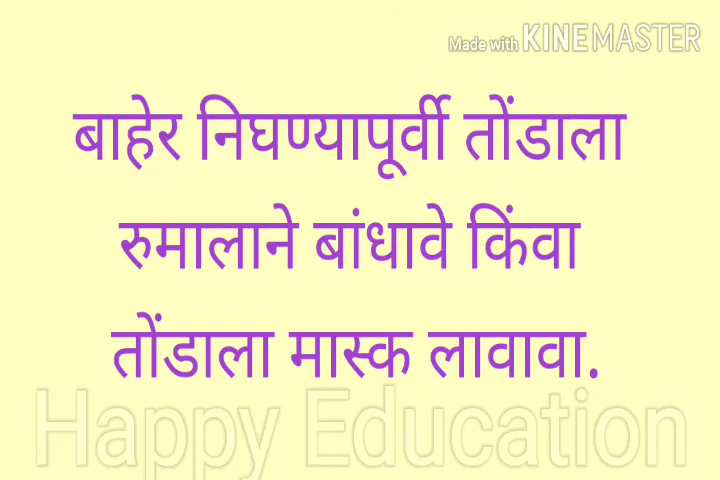 Made with KINEMASTER
बाहेर निघण्यापूर्वी तोंडाला
रुमालाने बांधावे किंवा
तोंडाला मास्क लावावा.
Happy Education